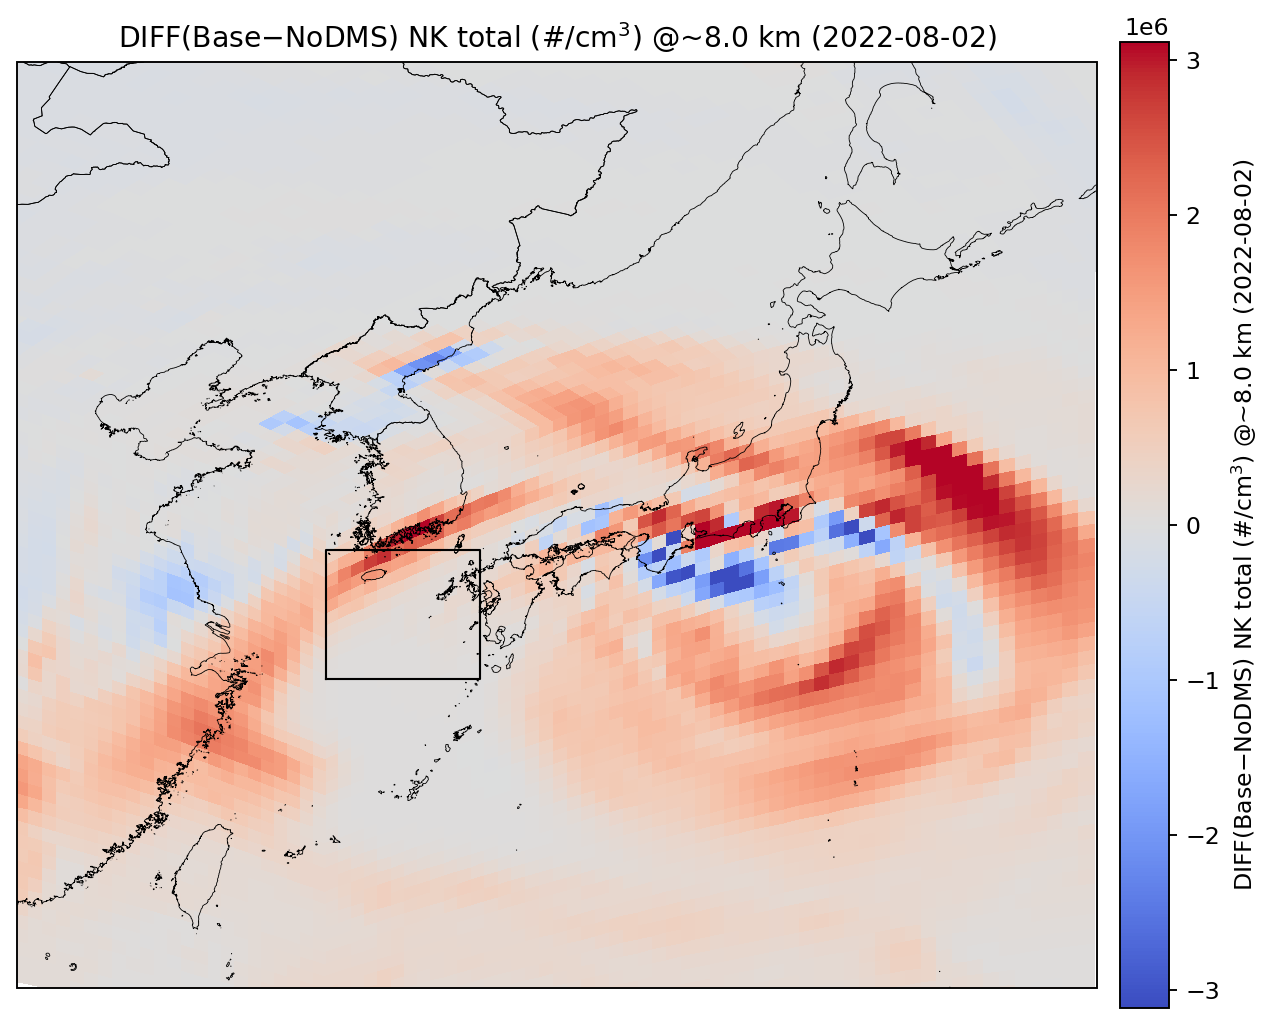 DIFF(Base−NoDMS) NK total (#/cm³) @~8.0 km (2022-08-02)
1e6
3
2
1
0
−1
−2
−3
DIFF(Base−NoDMS) NK total (#/cm³) @~8.0 km (2022-08-02)